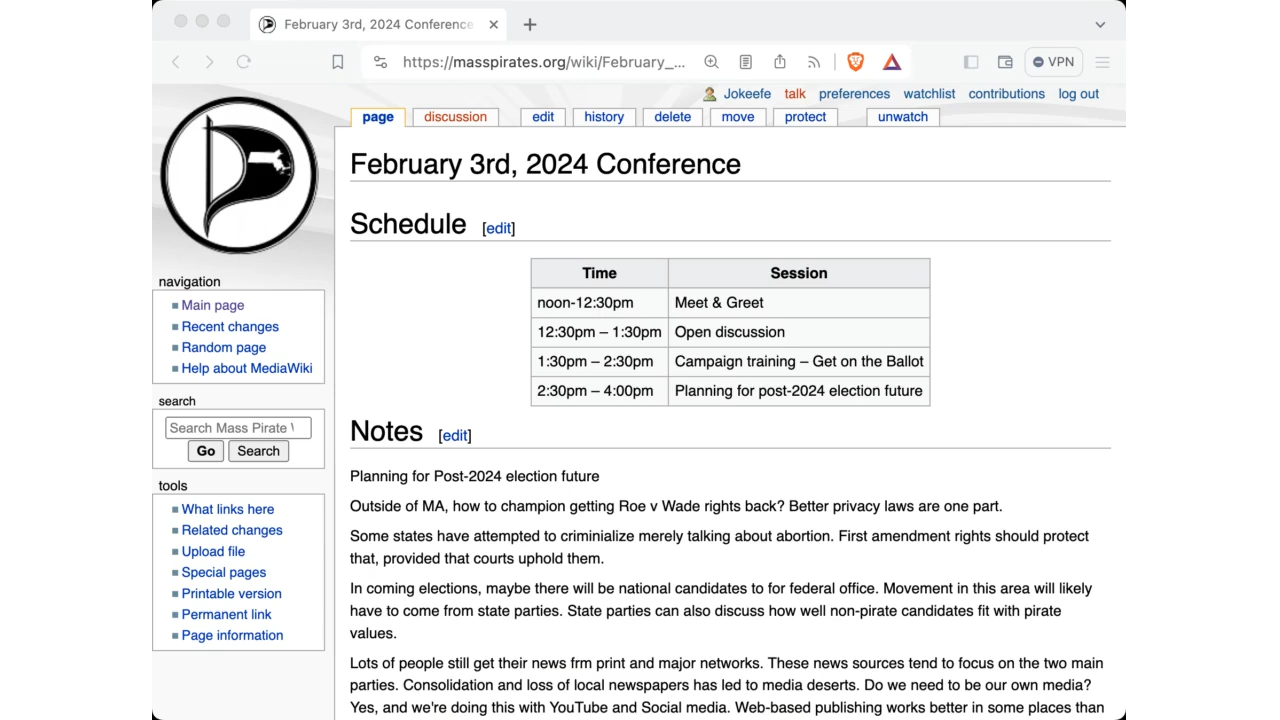 February 3rd, 2024 Conference
https://masspirates.org/wiki/February_...
VPN
Jokeefe talk preferences watchlist contributions log out
page discussion edit history delete move protect unwatch
February 3rd, 2024 Conference
Schedule [edit]
Time Session
noon-12:30pm Meet & Greet
12:30pm – 1:30pm Open discussion
1:30pm – 2:30pm Campaign training – Get on the Ballot
2:30pm – 4:00pm Planning for post-2024 election future
Notes [edit]
Planning for Post-2024 election future
Outside of MA, how to champion getting Roe v Wade rights back? Better privacy laws are one part.
Some states have attempted to criminialize merely talking about abortion. First amendment rights should protect
that, provided that courts uphold them.
In coming elections, maybe there will be national candidates to for federal office. Movement in this area will likely
have to come from state parties. State parties can also discuss how well non-pirate candidates fit with pirate
values.
Lots of people still get their news frm print and major networks. These news sources tend to focus on the two main
parties. Consolidation and loss of local newspapers has led to media deserts. Do we need to be our own media?
Yes, and we're doing this with YouTube and Social media. Web-based publishing works better in some places than
navigation
Main page
Recent changes
Random page
Help about MediaWiki
search
Search Mass Pirate
Go Search
tools
What links here
Related changes
Upload file
Special pages
Printable version
Permanent link
Page information